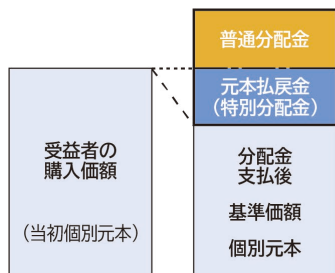 普通分配金
元本払戻金
（特別分配金）
受益者の
購入価額
（当初個別元本）
分配金
支払後
基準価額
個別元本